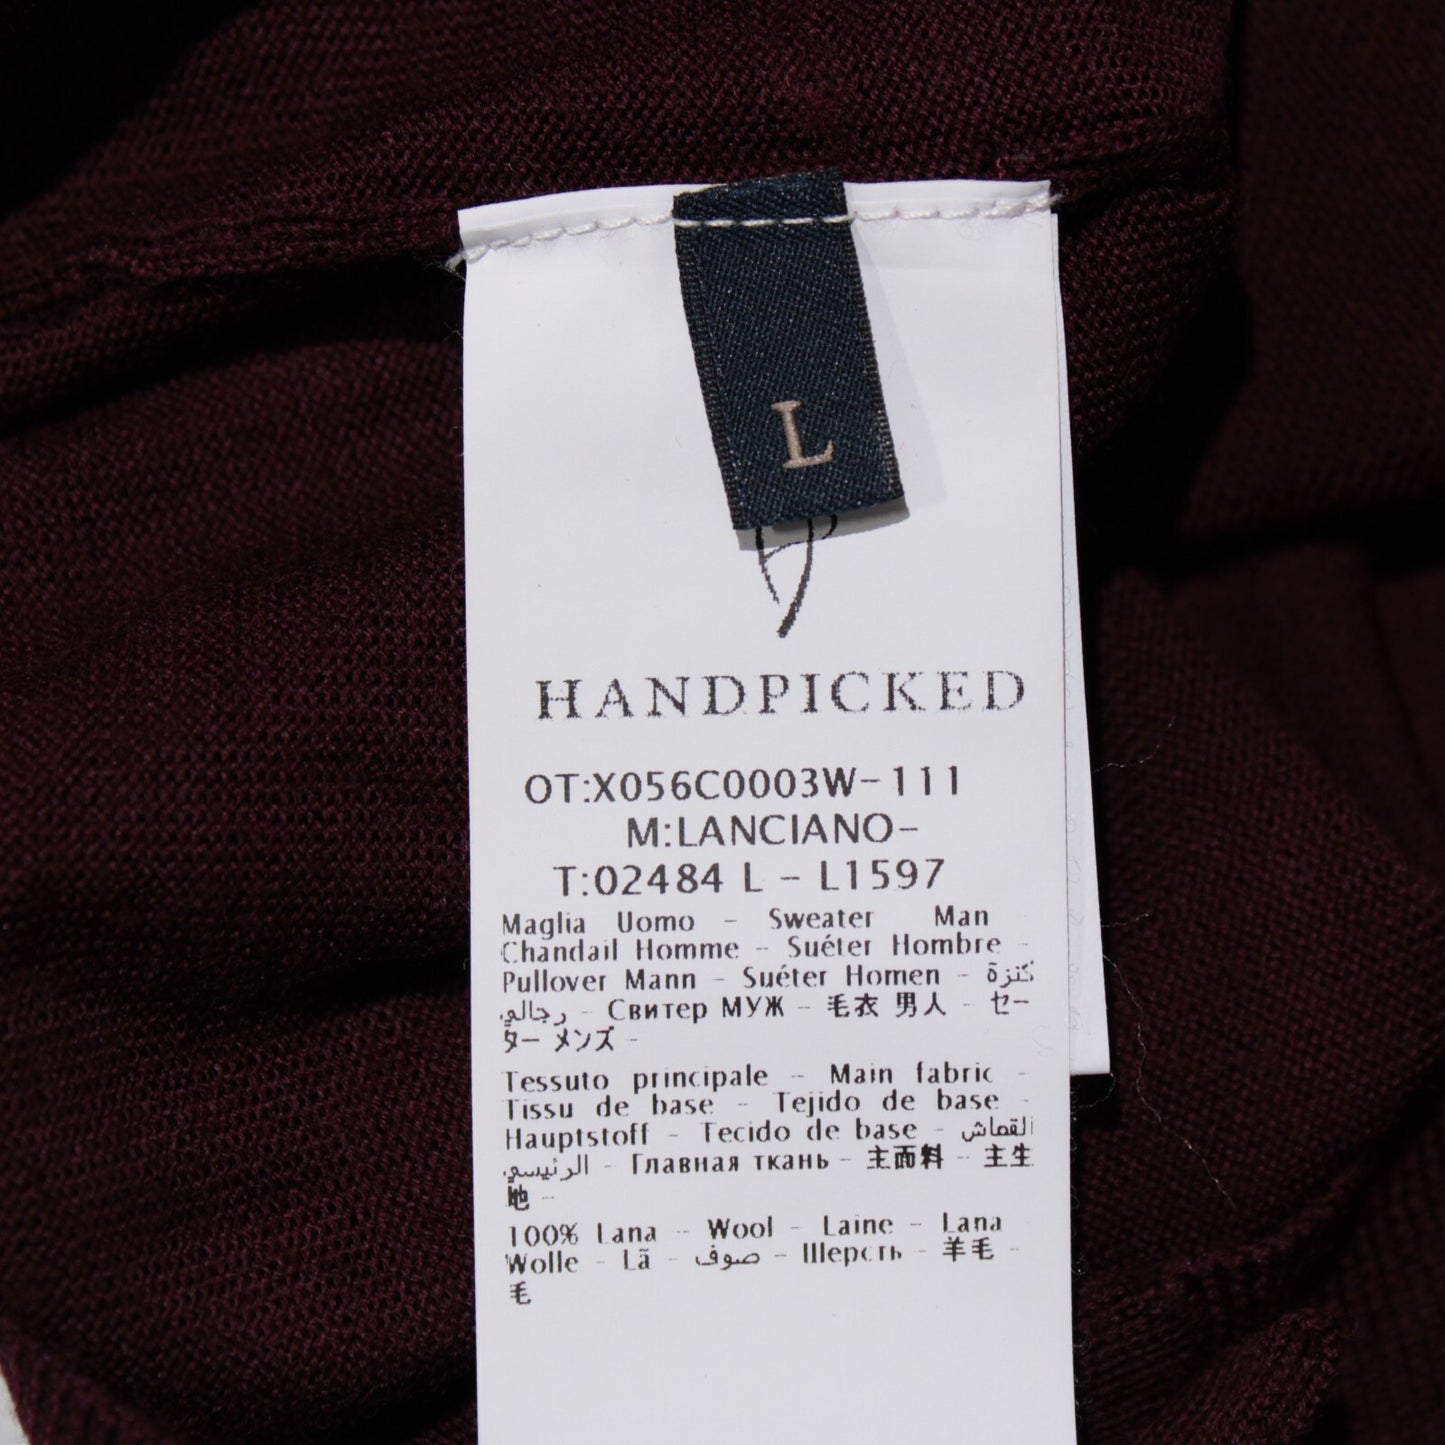 L
HANDPICKED
OT:X056C0003W-111
M:LANCIANO-
T:02484 L - L1597
Maglia Uomo - Sweater Man
Chandail Homme - Suéter Hombre -
Pullover Mann - Suéter Homen - كنزة
رجالي - Свитер МУЖ - 毛衣 男人 - セー
ター メンズ -
Tessuto principale - Main fabric -
Tissu de base - Tejido de base -
Hauptstoff - Tecido de base - القماش
الرئيسي - Главная ткань - 主面料 - 主生
地 -
100% Lana - Wool - Laine - Lana
Wolle - Lã - صوف - Шерсть - 羊毛 -
毛